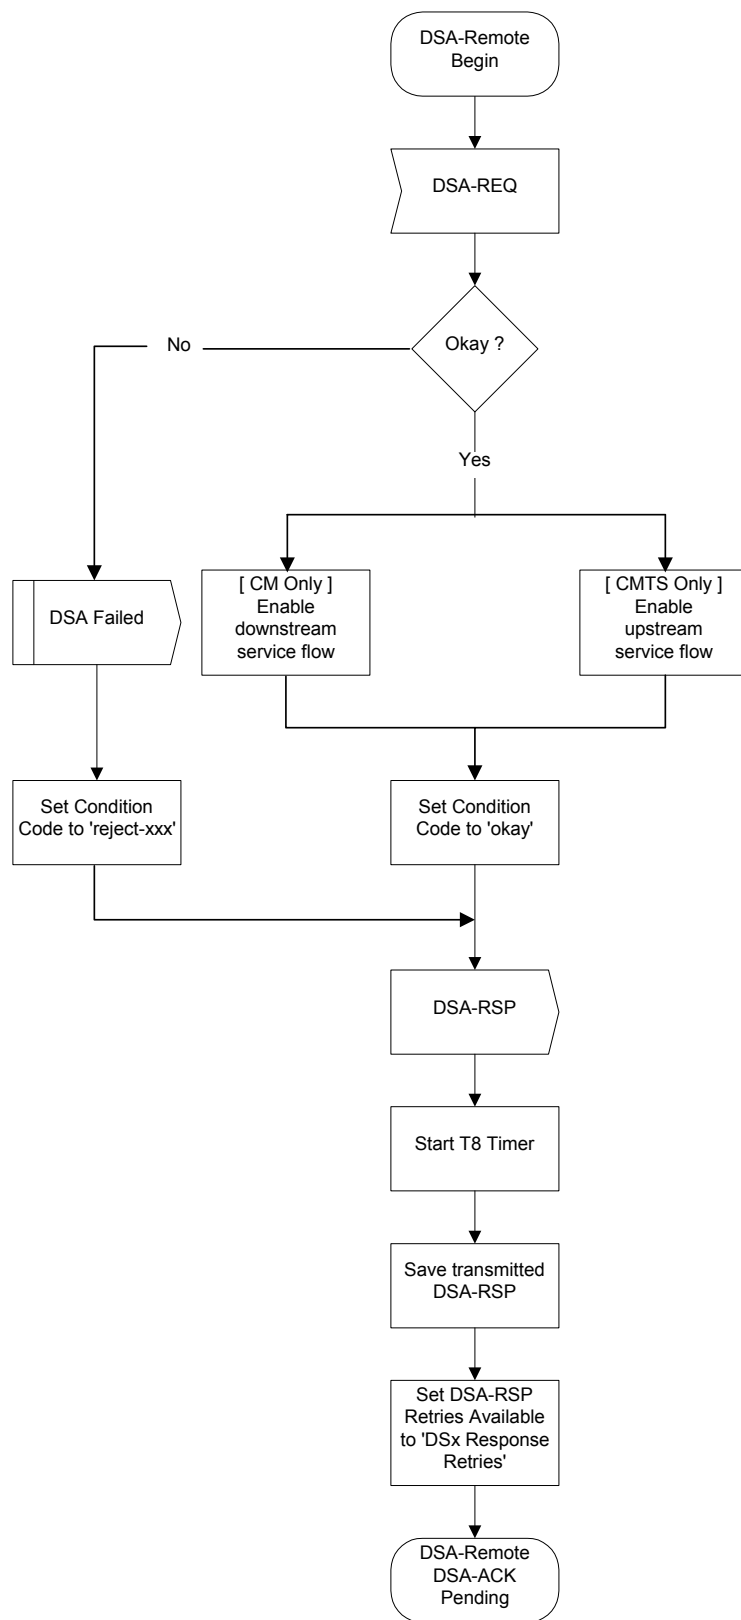 DSA-Remote
Begin
DSA-REQ
Okay ?
No
Yes
DSA Failed
[ CM Only ]
Enable
downstream
service flow
[ CMTS Only ]
Enable
upstream
service flow
Set Condition
Code to 'reject-xxx'
Set Condition
Code to 'okay'
DSA-RSP
Start T8 Timer
Save transmitted
DSA-RSP
Set DSA-RSP
Retries Available
to 'DSx Response
Retries'
DSA-Remote
DSA-ACK
Pending